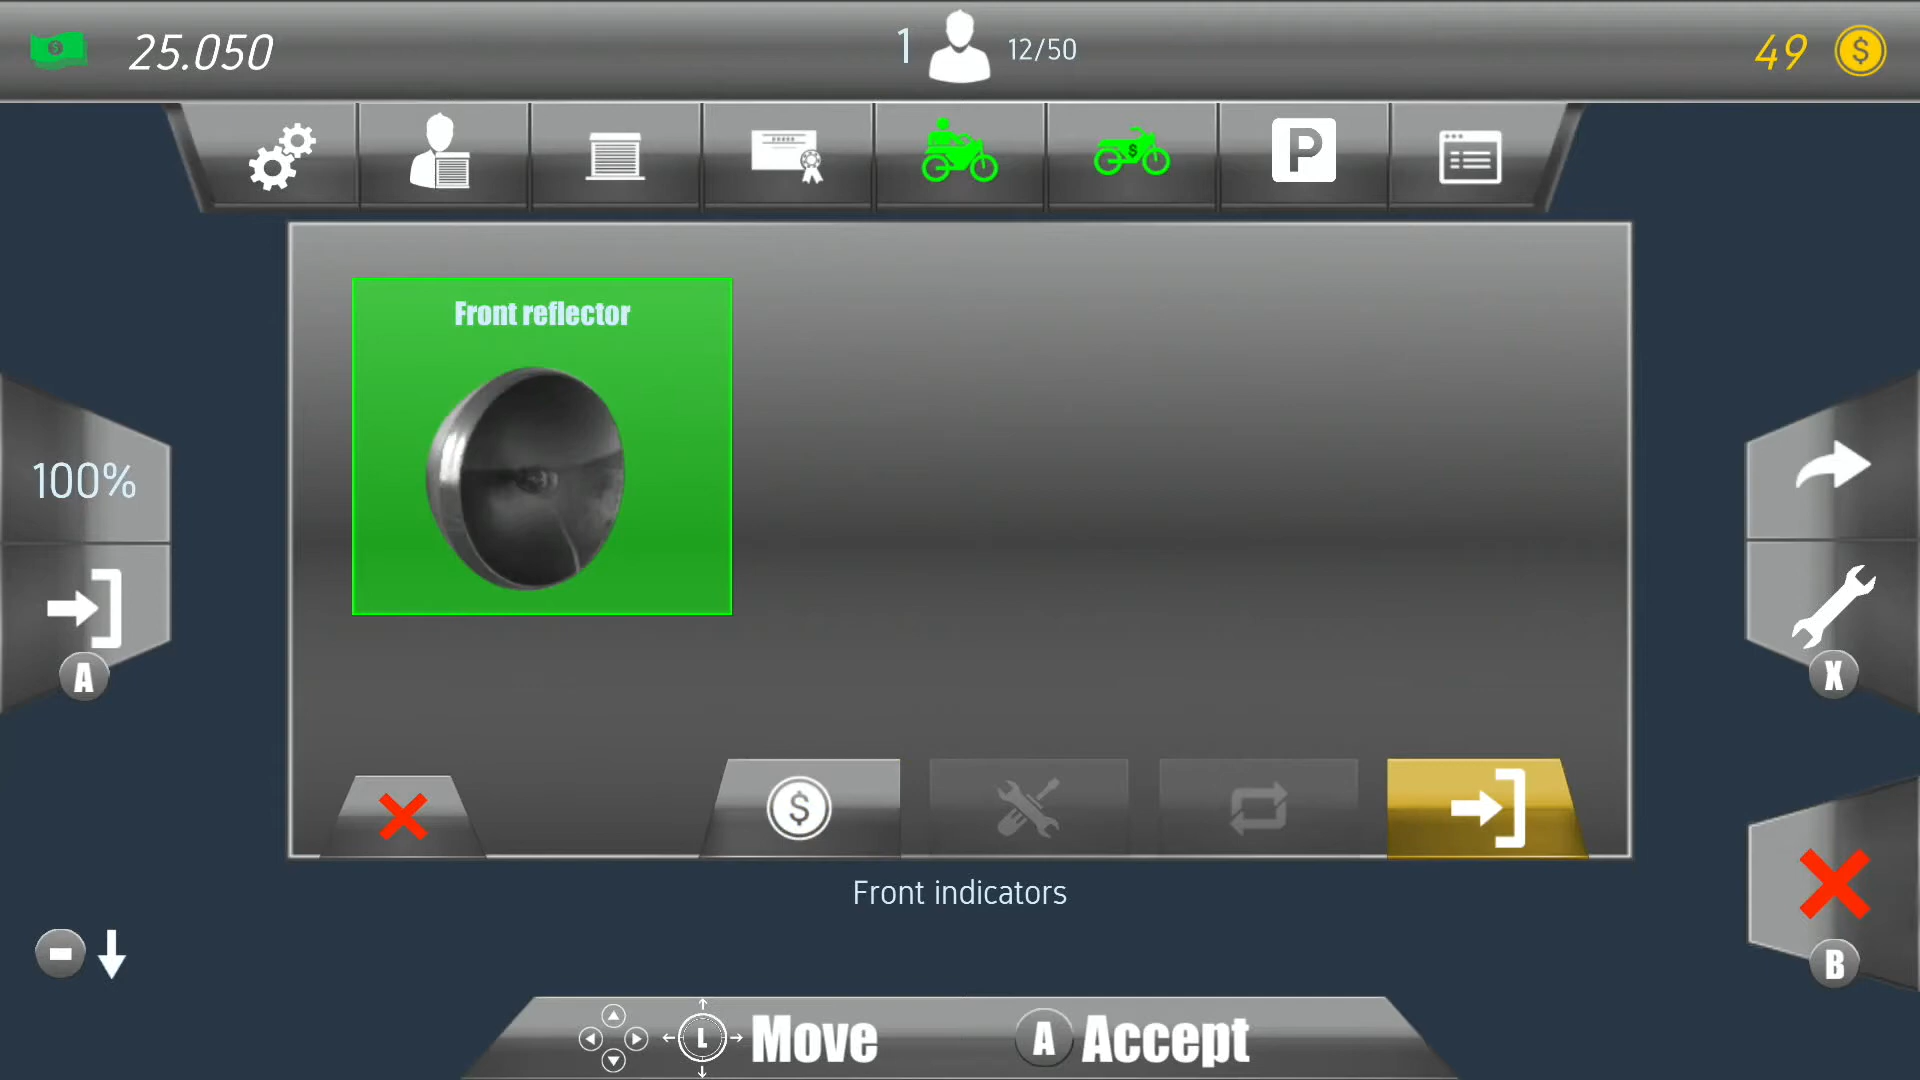 25.050
1
12/50
49
P
Front reflector
100%
A
X
Front indicators
B
L
Move
A
Accept